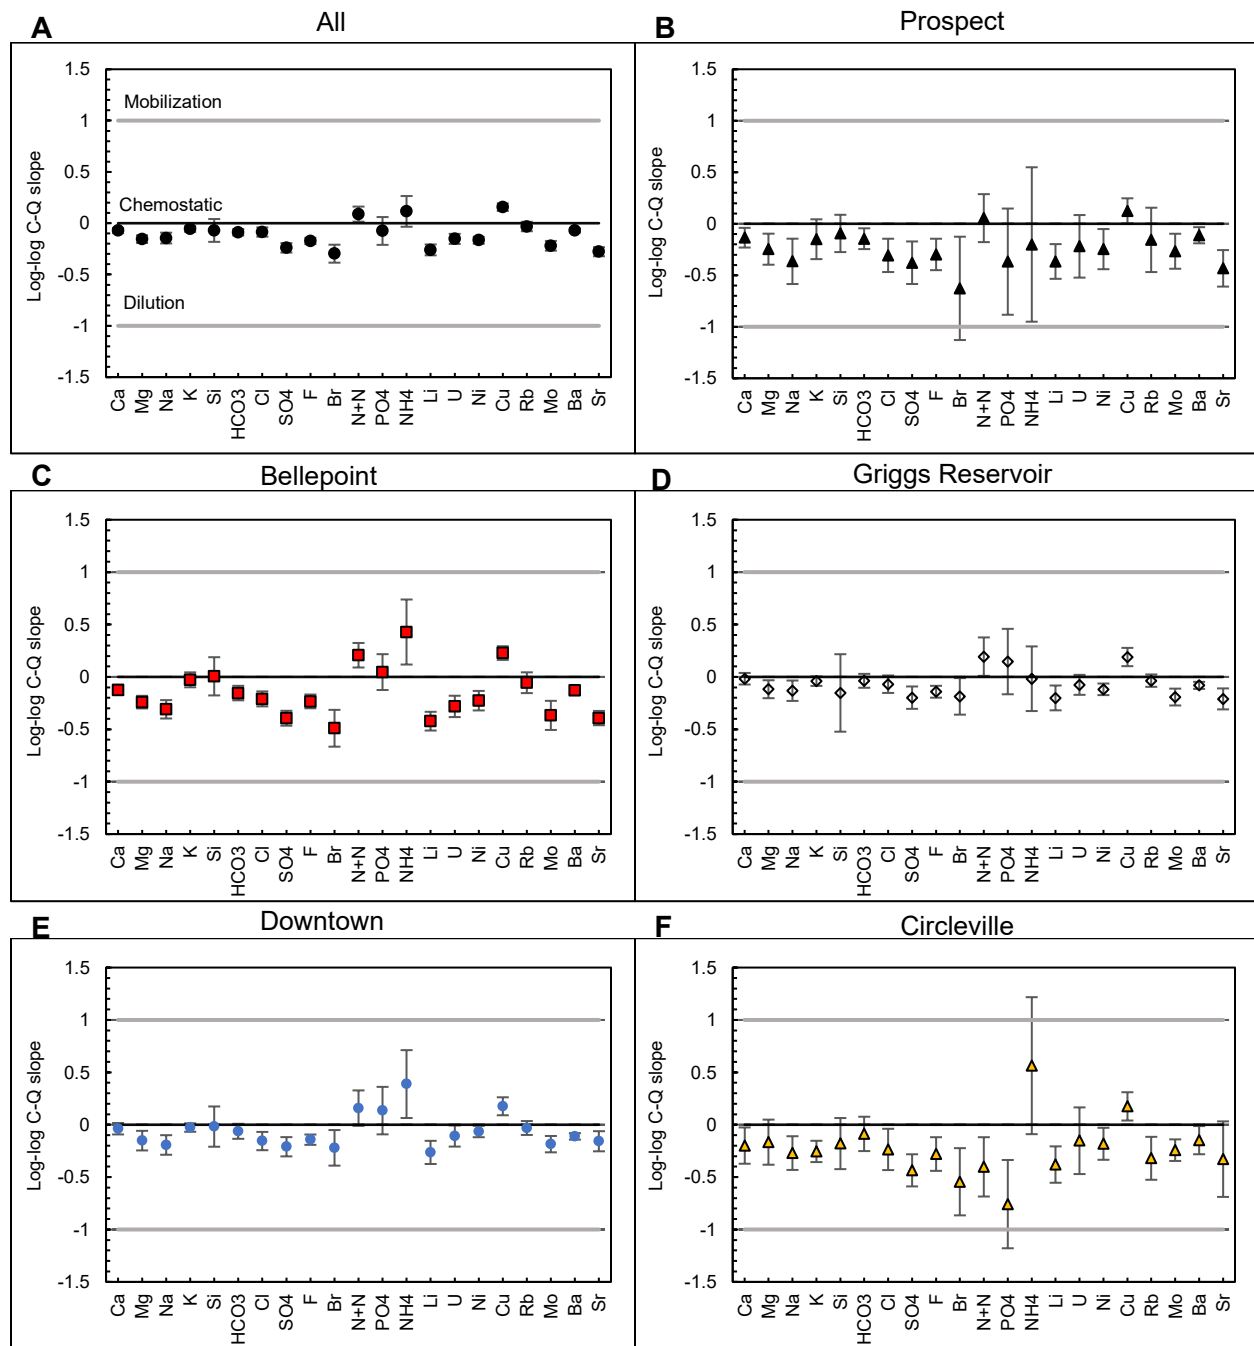 A All
Log-log C-Q slope
1.5
1
0.5
0
-0.5
-1
-1.5
Mobilization
Chemostatic
Dilution
Ca Mg Na K Si HCO3 Cl SO4 F Br N+N PO4 NH4 Li U Ni Cu Rb Mo Ba Sr
B Prospect
Log-log C-Q slope
1.5
1
0.5
0
-0.5
-1
-1.5
Ca Mg Na K Si HCO3 Cl SO4 F Br N+N PO4 NH4 Li U Ni Cu Rb Mo Ba Sr
C Bellepoint
Log-log C-Q slope
1.5
1
0.5
0
-0.5
-1
-1.5
Ca Mg Na K Si HCO3 Cl SO4 F Br N+N PO4 NH4 Li U Ni Cu Rb Mo Ba Sr
D Griggs Reservoir
Log-log C-Q slope
1.5
1
0.5
0
-0.5
-1
-1.5
Ca Mg Na K Si HCO3 Cl SO4 F Br N+N PO4 NH4 Li U Ni Cu Rb Mo Ba Sr
E Downtown
Log-log C-Q slope
1.5
1
0.5
0
-0.5
-1
-1.5
Ca Mg Na K Si HCO3 Cl SO4 F Br N+N PO4 NH4 Li U Ni Cu Rb Mo Ba Sr
F Circleville
Log-log C-Q slope
1.5
1
0.5
0
-0.5
-1
-1.5
Ca Mg Na K Si HCO3 Cl SO4 F Br N+N PO4 NH4 Li U Ni Cu Rb Mo Ba Sr